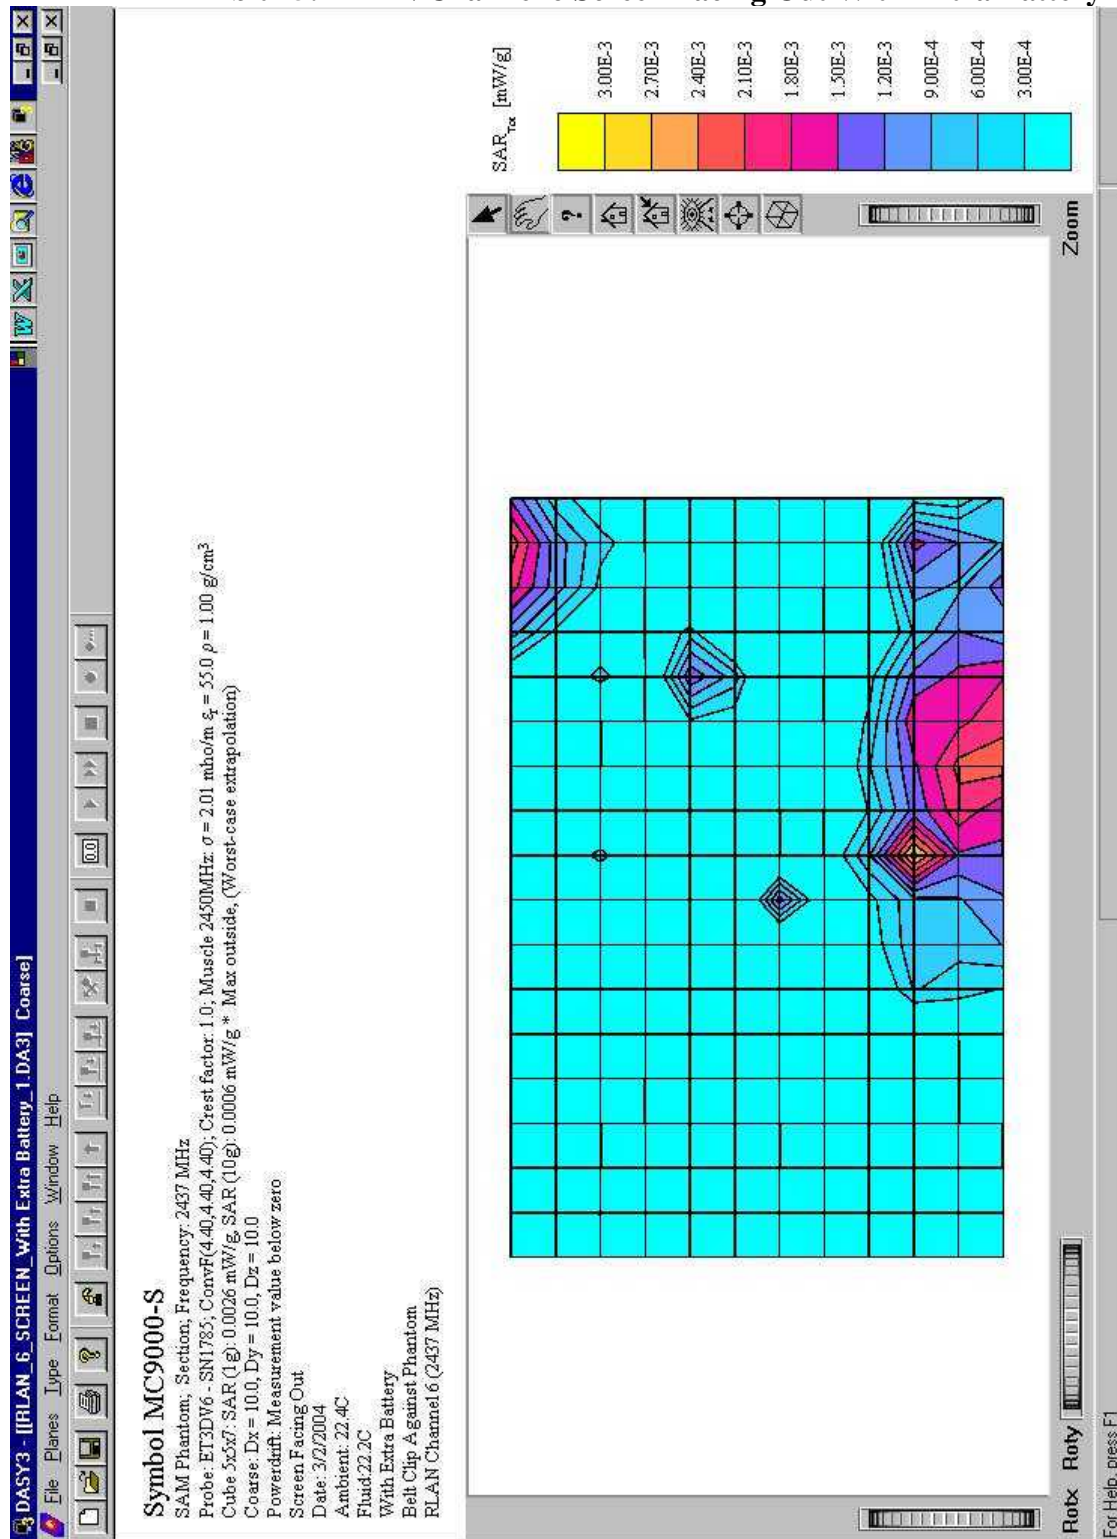 DASY3 - [[RLAN_6_SCREEN_With Extra Battery_1.DA3] Coarse]
File Planes Type Format Options Window Help
Symbol MC9000-S
SAM Phantom; Section; Frequency: 2437 MHz
Probe: ET3DV6 - SN1785; ConvF(4.40,4.40,4.40); Crest factor: 1.0; Muscle 2450MHz: σ = 2.01 mho/m εr = 55.0 ρ = 1.00 g/cm³
Cube 5x5x7: SAR (1g): 0.0026 mW/g, SAR (10g): 0.0006 mW/g * Max outside, (Worst-case extrapolation)
Coarse: Dx = 10.0, Dy = 10.0, Dz = 10.0
Powerdrift: Measurement value below zero
Screen Facing Out
Date: 3/2/2004
Ambient: 22.4C
Fluid:22.2C
With Extra Battery
Belt Clip Against Phantom
RLAN Channel 6 (2437 MHz)
SARTot [mW/g]
3.00E-3
2.70E-3
2.40E-3
2.10E-3
1.80E-3
1.50E-3
1.20E-3
9.00E-4
6.00E-4
3.00E-4
Rotx Roty Zoom
For Help, press F1